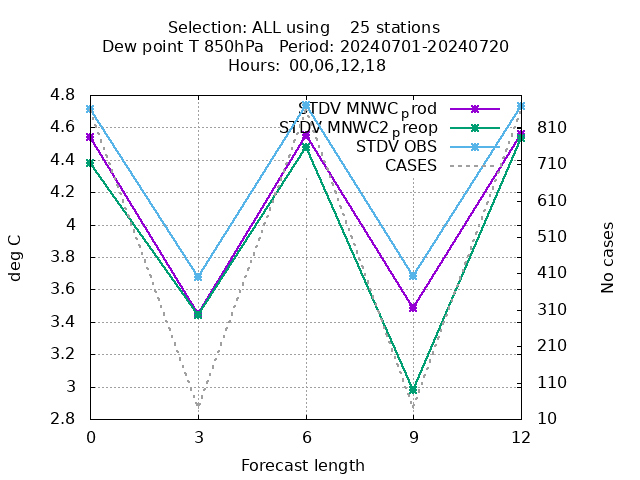 Selection: ALL using 25 stations
Dew point T 850hPa Period: 20240701-20240720
Hours: 00,06,12,18
STDV MNWC_prod
STDV MNWC2_preop
STDV OBS
CASES
4.8
4.6
4.4
4.2
4
3.8
3.6
3.4
3.2
3
2.8
deg C
810
710
610
510
410
310
210
110
10
No cases
0 3 6 9 12
Forecast length